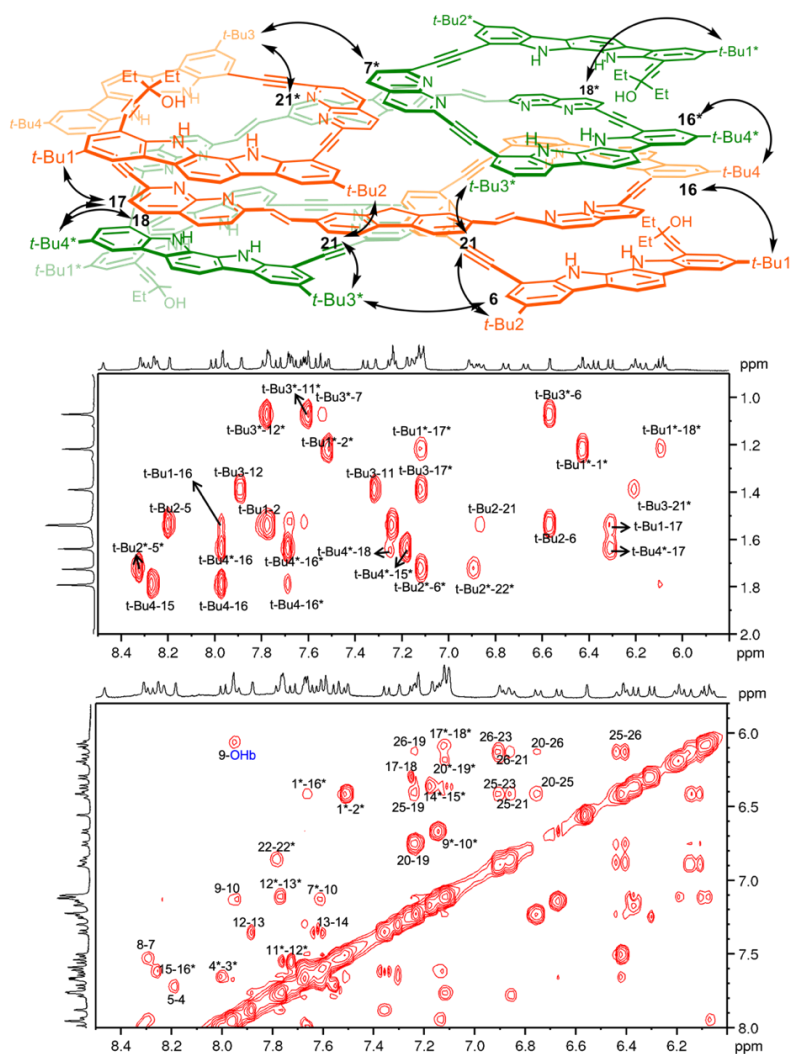 t-Bu3
t-Bu2*
t-Bu1*
Et
Et
OH
21*
7*
18*
16*
t-Bu4*
t-Bu4
t-Bu1
t-Bu2
t-Bu3*
t-Bu4
16
17
18
21
21
t-Bu4*
t-Bu1*
Et
Et
OH
t-Bu3*
6
t-Bu2
t-Bu1
Et
Et
OH
Et
Et
HO
N
N
N
N
H
H
N
H
N
H
NH
HN
ppm
1.0
1.2
1.4
1.6
1.8
2.0
ppm
t-Bu3*-11*
t-Bu3*-7
t-Bu3*-6
t-Bu3*-12*
t-Bu1*-2*
t-Bu1*-17*
t-Bu1*-18*
t-Bu1*-1*
t-Bu1-16
t-Bu3-12
t-Bu3-11
t-Bu3-17*
t-Bu3-21*
t-Bu2-5
t-Bu1-2
t-Bu2-21
t-Bu2-6
t-Bu1-17
t-Bu2*-5*
t-Bu4*-16
t-Bu4*-16*
t-Bu4*-18
t-Bu4*-15*
t-Bu4*-17
t-Bu2*-6*
t-Bu2*-22*
t-Bu4-15
t-Bu4-16
t-Bu4-16*
8.4 8.2 8.0 7.8 7.6 7.4 7.2 7.0 6.8 6.6 6.4 6.2 6.0 ppm
ppm
6.0
6.5
7.0
7.5
8.0
ppm
9-OHb
26-19
17*-18*
26-23
26-21
20-26
25-26
17-18
20*-19*
1*-16*
1*-2*
25-19
14*-15*
25-23
25-21
20-25
22-22*
20-19
9*-10*
9-10
12*-13*
7*-10
12-13
13-14
8-7
15-16*
4*-3*
11*-12*
5-4
8.4 8.2 8.0 7.8 7.6 7.4 7.2 7.0 6.8 6.6 6.4 6.2 ppm